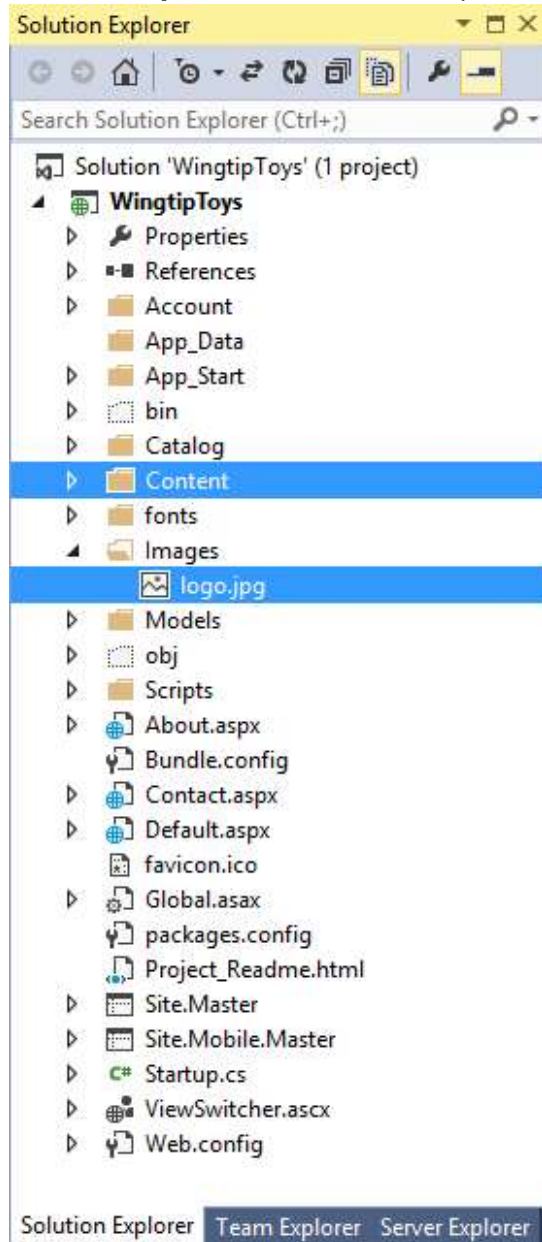 Solution Explorer
Search Solution Explorer (Ctrl+;)
Solution 'WingtipToys' (1 project)
WingtipToys
Properties
References
Account
App_Data
App_Start
bin
Catalog
Content
fonts
Images
logo.jpg
Models
obj
Scripts
About.aspx
Bundle.config
Contact.aspx
Default.aspx
favicon.ico
Global.asax
packages.config
Project_Readme.html
Site.Master
Site.Mobile.Master
C# Startup.cs
ViewSwitcher.ascx
Web.config
Solution Explorer Team Explorer Server Explorer